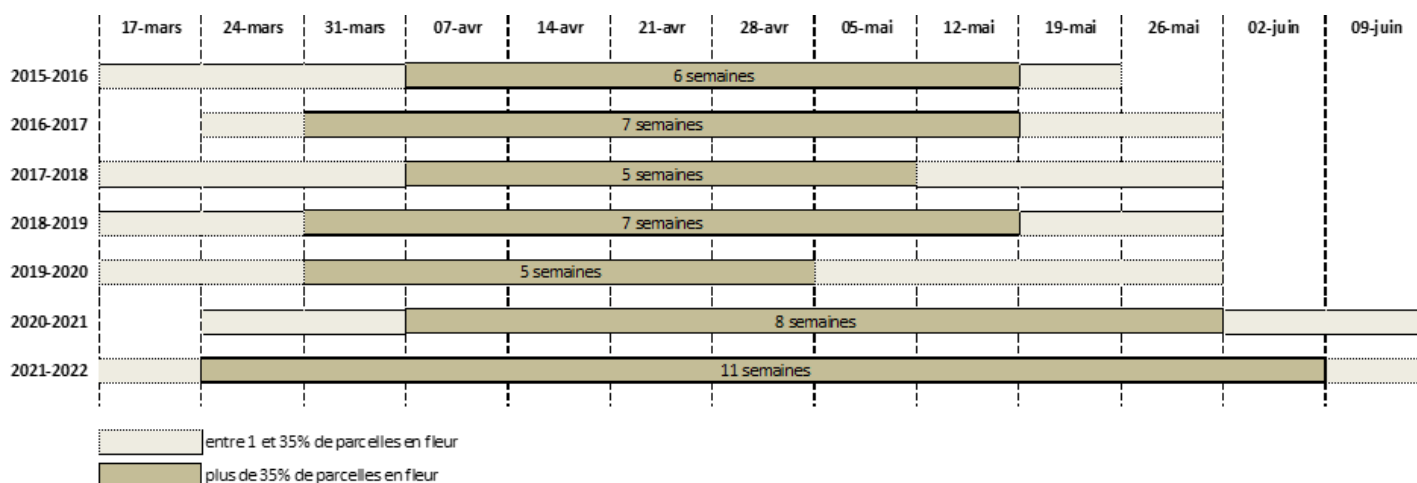 17-mars 24-mars 31-mars 07-avr 14-avr 21-avr 28-avr 05-mai 12-mai 19-mai 26-mai 02-juin 09-juin
2015-2016 6 semaines
2016-2017 7 semaines
2017-2018 5 semaines
2018-2019 7 semaines
2019-2020 5 semaines
2020-2021 8 semaines
2021-2022 11 semaines
entre 1 et 35% de parcelles en fleur
plus de 35% de parcelles en fleur